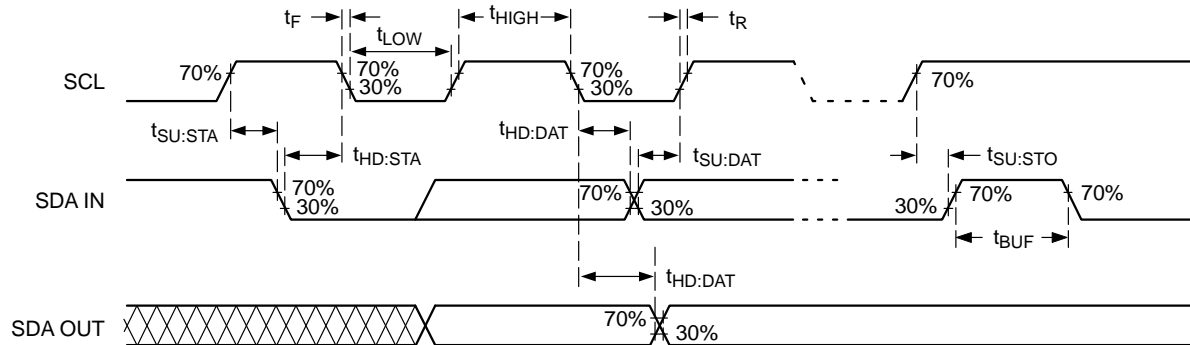 tF
tHIGH
tR
tLOW
SCL
70%
70%
30%
70%
30%
70%
tSU:STA
tHD:STA
tHD:DAT
tSU:DAT
tSU:STO
SDA IN
70%
30%
70%
30%
30%
70%
70%
tBUF
tHD:DAT
SDA OUT
70%
30%